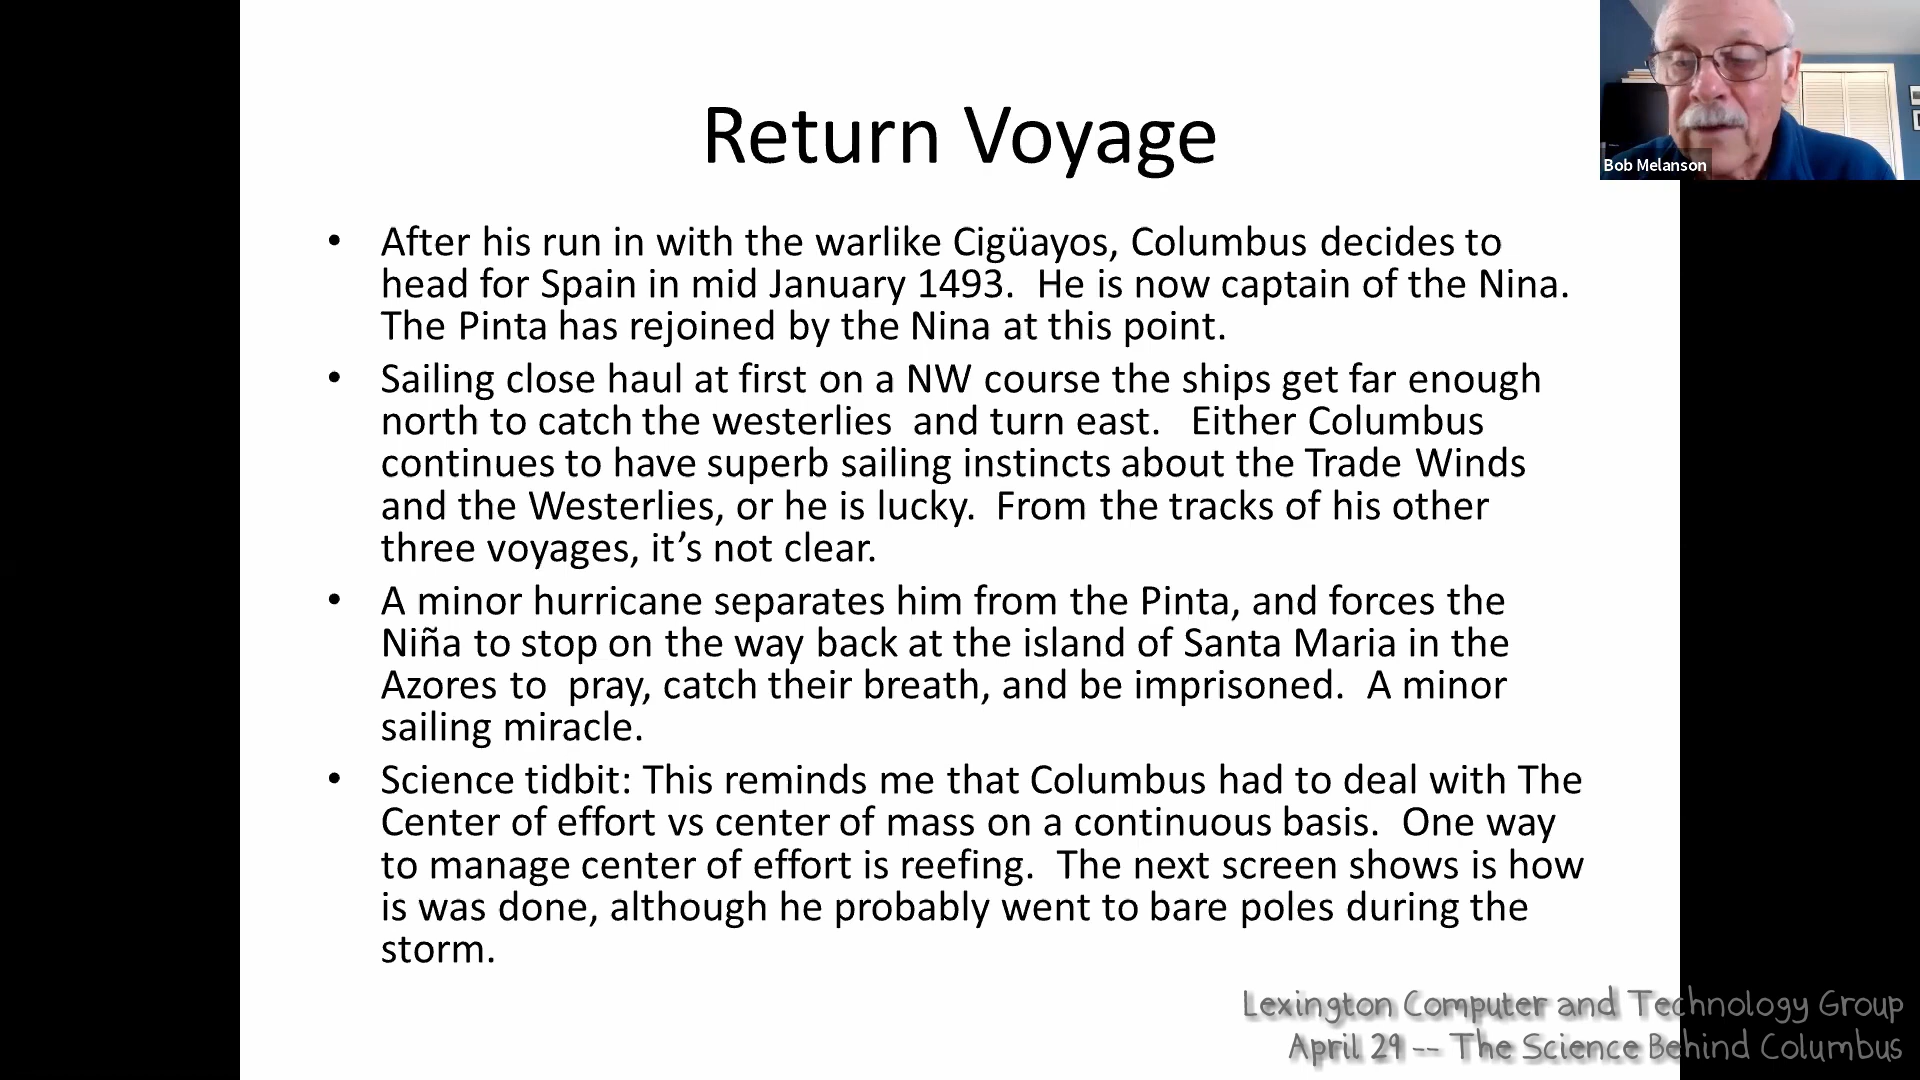 Return Voyage
Bob Melanson
• After his run in with the warlike Cigüayos, Columbus decides to
head for Spain in mid January 1493.  He is now captain of the Nina.
The Pinta has rejoined by the Nina at this point.
• Sailing close haul at first on a NW course the ships get far enough
north to catch the westerlies  and turn east.   Either Columbus
continues to have superb sailing instincts about the Trade Winds
and the Westerlies, or he is lucky.  From the tracks of his other
three voyages, it’s not clear.
• A minor hurricane separates him from the Pinta, and forces the
Niña to stop on the way back at the island of Santa Maria in the
Azores to  pray, catch their breath, and be imprisoned.  A minor
sailing miracle.
• Science tidbit: This reminds me that Columbus had to deal with The
Center of effort vs center of mass on a continuous basis.  One way
to manage center of effort is reefing.  The next screen shows is how
is was done, although he probably went to bare poles during the
storm.
Lexington Computer and Technology Group
April 29 -- The Science Behind Columbus